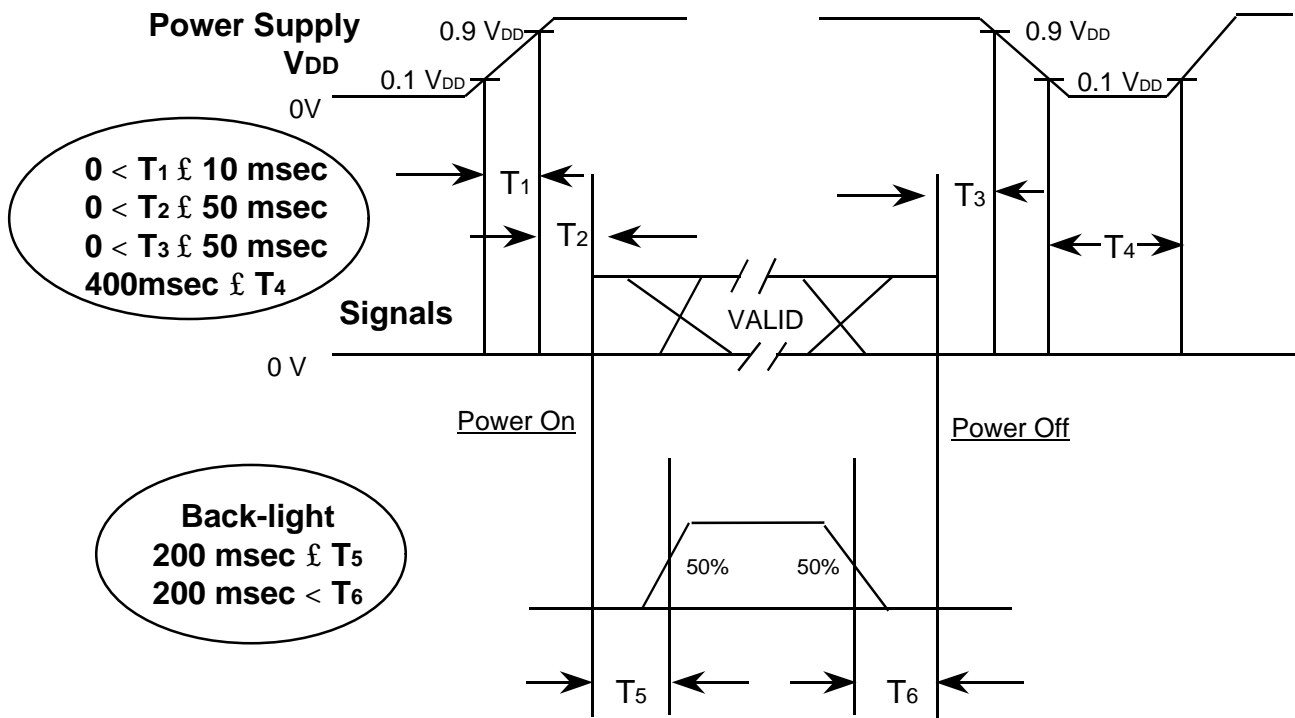 Power Supply
VDD
0.9 VDD
0.1 VDD
0V
0.9 VDD
0.1 VDD
0 < T1 £ 10 msec
0 < T2 £ 50 msec
0 < T3 £ 50 msec
400msec £ T4
T1
T2
T3
T4
Signals
VALID
0 V
Power On
Power Off
Back-light
200 msec £ T5
200 msec < T6
50%
50%
T5
T6